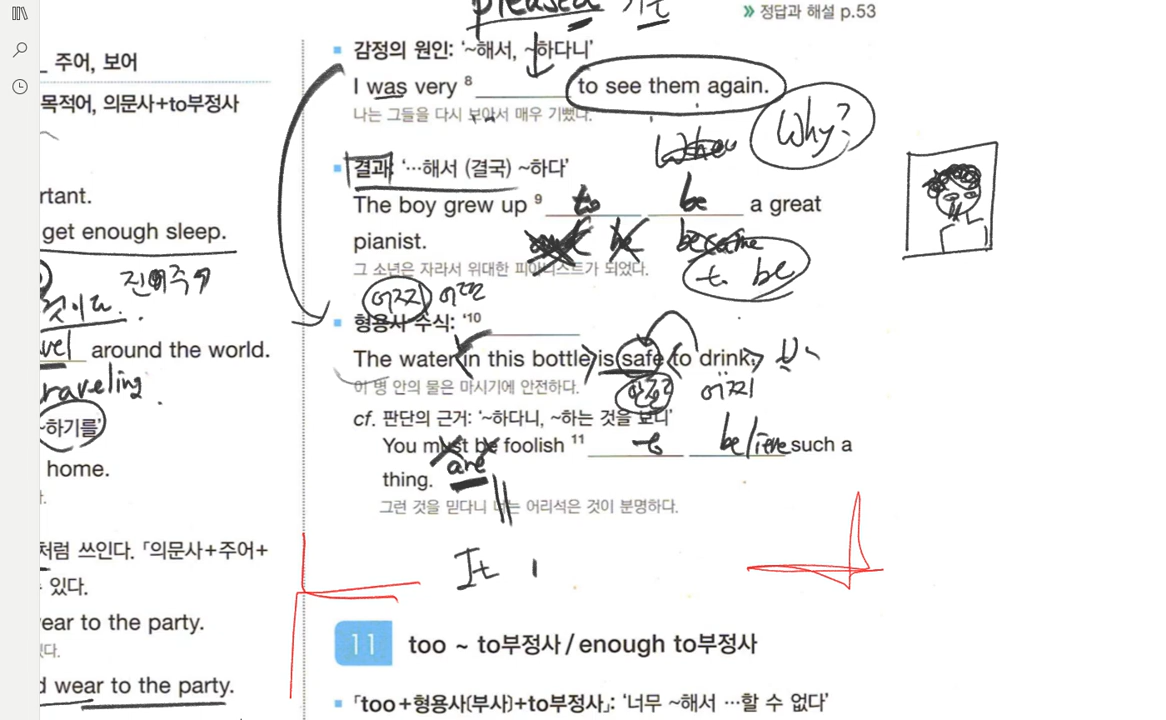 pleased 기쁜
» 정답과 해설 p.53
_ 주어, 보어
목적어, 의문사+to부정사
rtant.
get enough sleep.
진(이)주어
것이다.
vel around the world.
raveling
~하기를’
home.
처럼 쓰인다. 「의문사+주어+
있다.
ear to the party.
있다.
d wear to the party.
▪ 감정의 원인: ‘~해서, ~하다니’
I was very 8 to see them again.
나는 그들을 다시 보아서 매우 기뻤다.
Why?
▪ 결과: ‘…해서 (결국) ~하다’
The boy grew up 9 to be a great
pianist. be became
그 소년은 자라서 위대한 피아니스트가 되었다.
to be
어찌 어떤
▪ 형용사 수식: ‘10
The water in this bottle is safe to drink.
이 병 안의 물은 마시기에 안전하다.
어찌
cf. 판단의 근거: ‘~하다니, ~하는 것을 보니’
You must be foolish 11 to believe such a
are
thing.
그런 것을 믿다니 너는 어리석은 것이 분명하다.
It
11 too ~ to부정사 / enough to부정사
▪ 「too+형용사(부사)+to부정사」: ‘너무 ~해서 …할 수 없다’